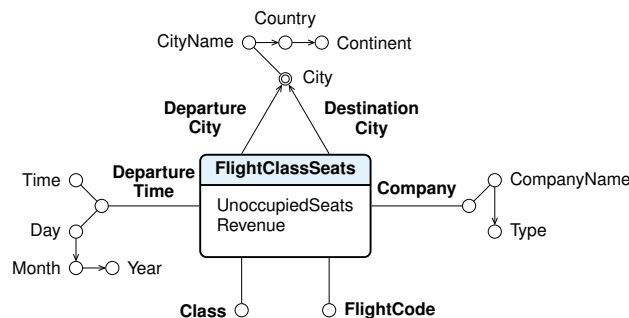 Country
CityName
Continent
City
Departure
City
Destination
City
FlightClassSeats
UnoccupiedSeats
Revenue
Departure
Time
Time
Day
Month
Year
Company
CompanyName
Type
Class
FlightCode